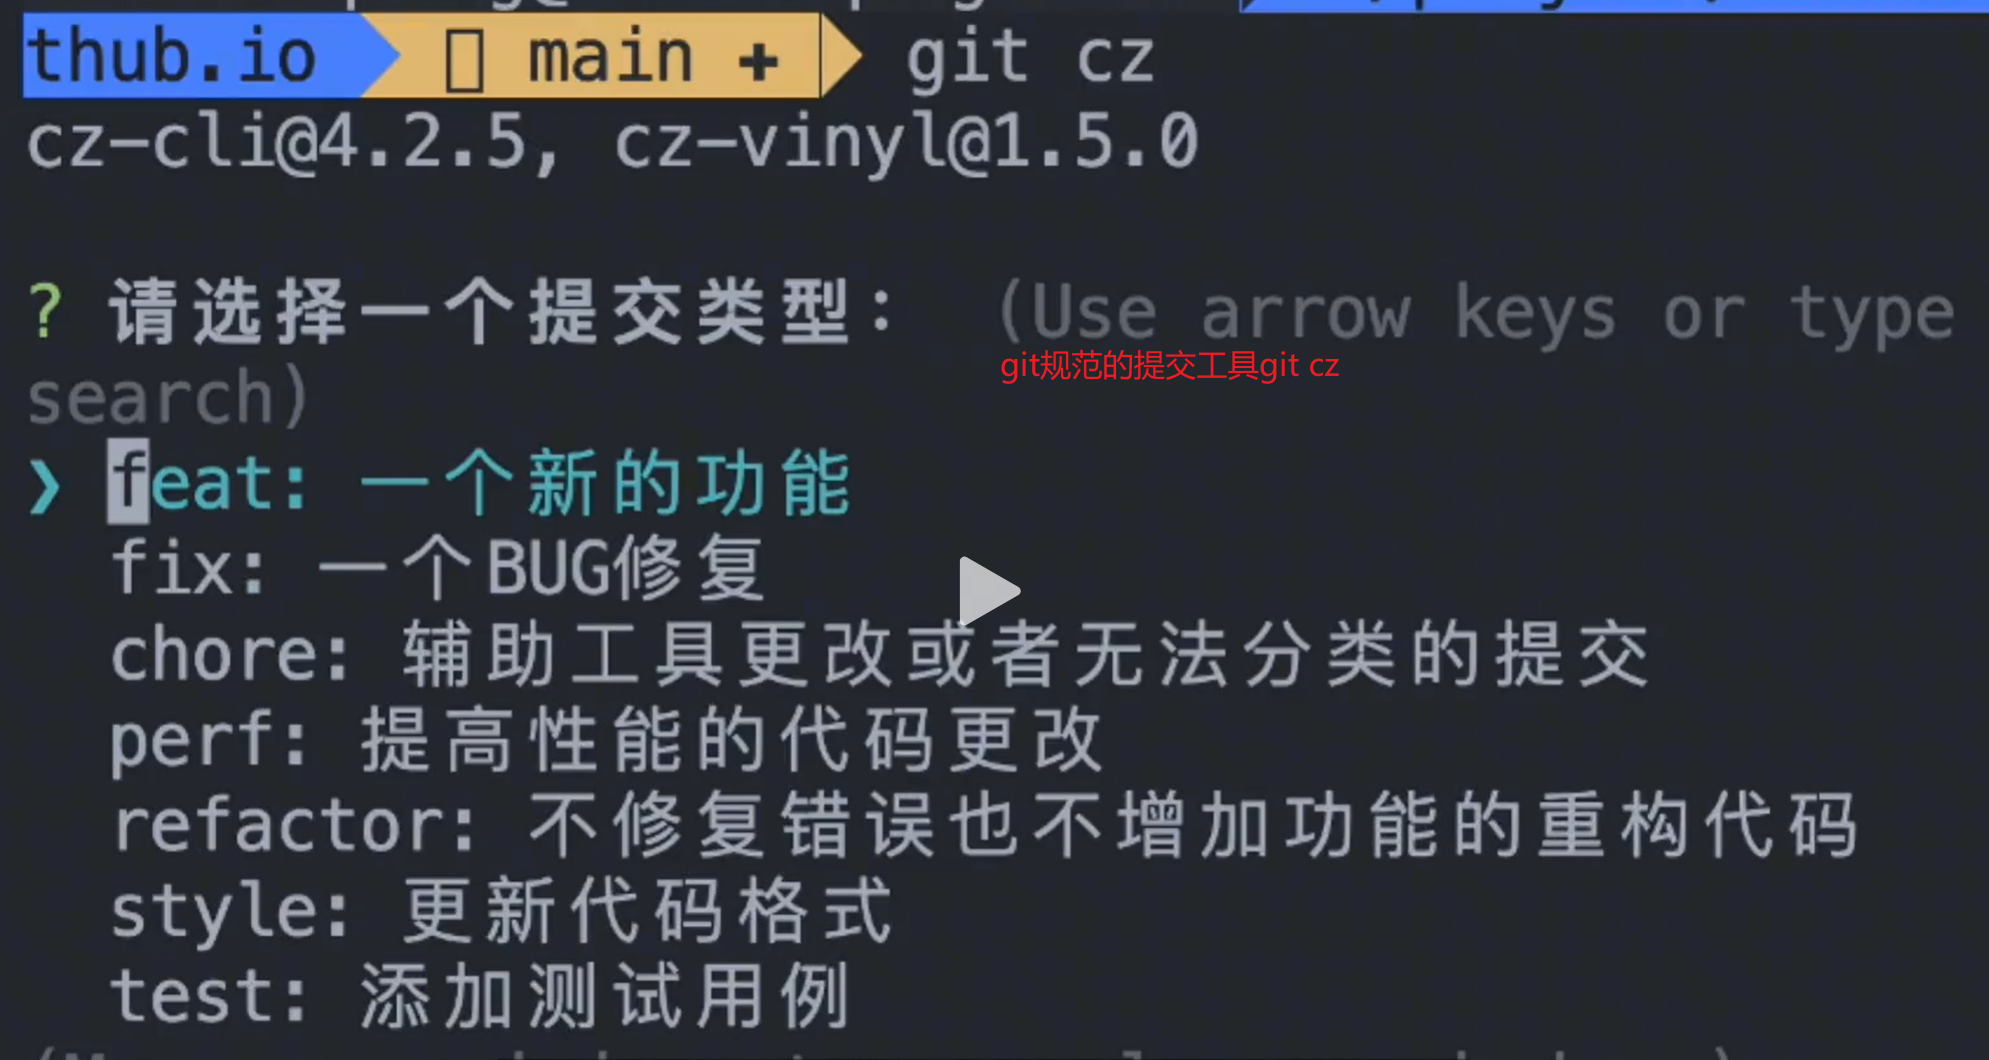 thub.io main + git cz
cz-cli@4.2.5, cz-vinyl@1.5.0
? 请选择一个提交类型： (Use arrow keys or type
git规范的提交工具git cz
search)
❯ feat: 一个新的功能
fix: 一个BUG修复
chore: 辅助工具更改或者无法分类的提交
perf: 提高性能的代码更改
refactor: 不修复错误也不增加功能的重构代码
style: 更新代码格式
test: 添加测试用例